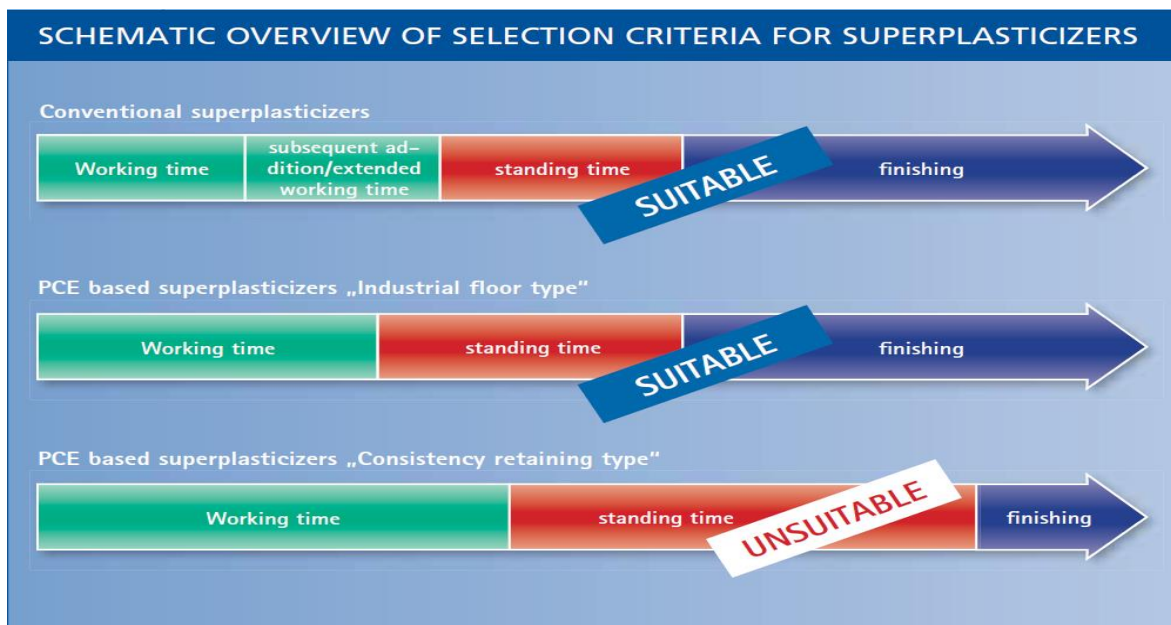 SCHEMATIC OVERVIEW OF SELECTION CRITERIA FOR SUPERPLASTICIZERS
Conventional superplasticizers
Working time
subsequent ad-
dition/extended
working time
standing time
SUITABLE
finishing
PCE based superplasticizers „Industrial floor type“
Working time
standing time
SUITABLE
finishing
PCE based superplasticizers „Consistency retaining type“
Working time
standing time
UNSUITABLE
finishing